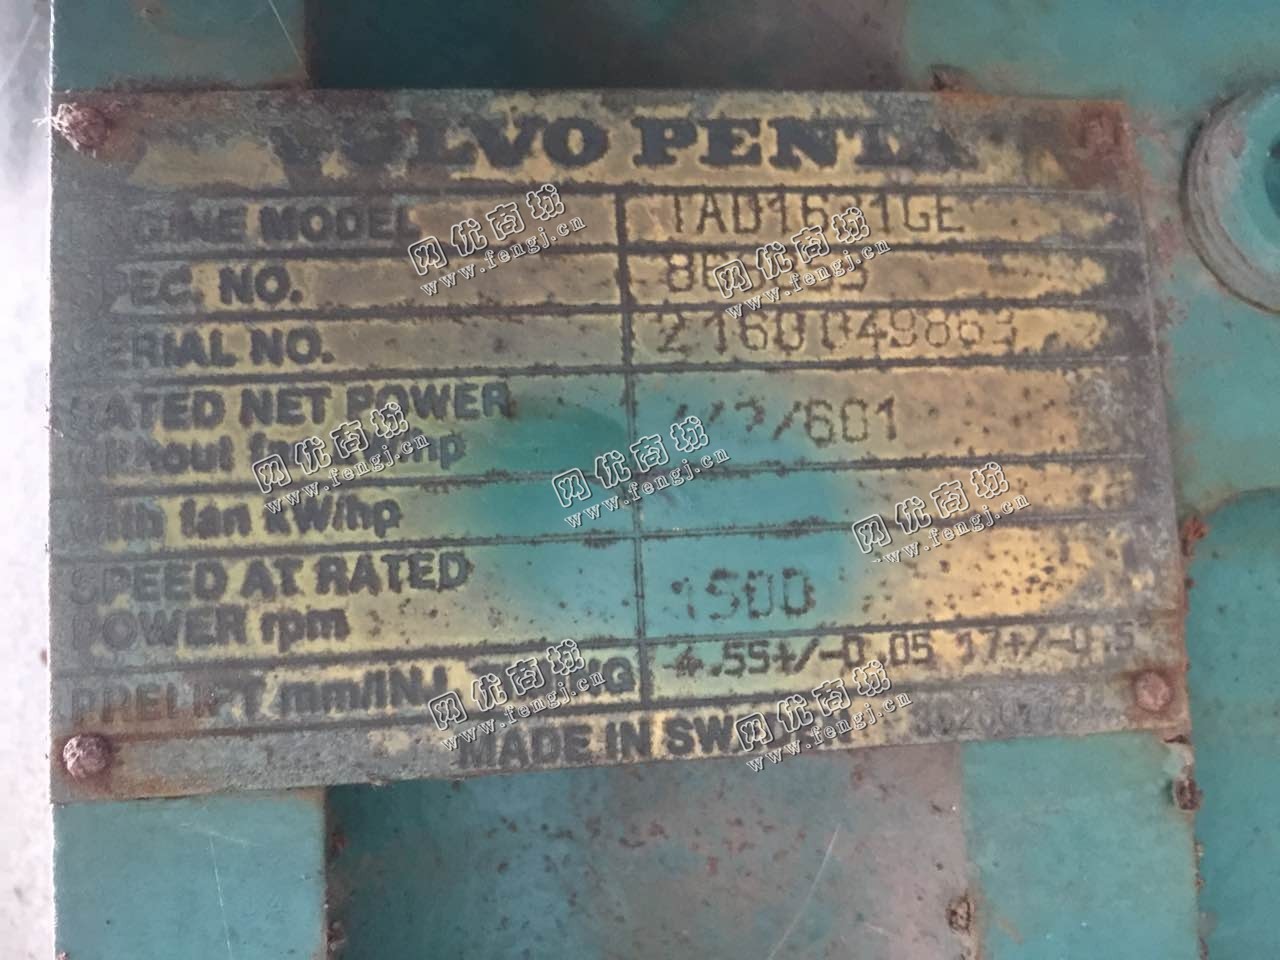 VOLVO PENTA
ENGINE MODEL TAD1631GE
SPEC. NO.
SERIAL NO. 2160049863
RATED NET POWER
without fan kW/hp /601
with fan kW/hp
SPEED AT RATED
POWER rpm 1500
PRELIFT mm/INJ. TIMING 4.55+/-0.05 17+/-0.5
MADE IN SWEDEN
网优商城
www.fengj.cn
网优商城
www.fengj.cn
网优商城
www.fengj.cn
网优商城
www.fengj.cn
网优商城
www.fengj.cn
网优商城
www.fengj.cn
网优商城
www.fengj.cn